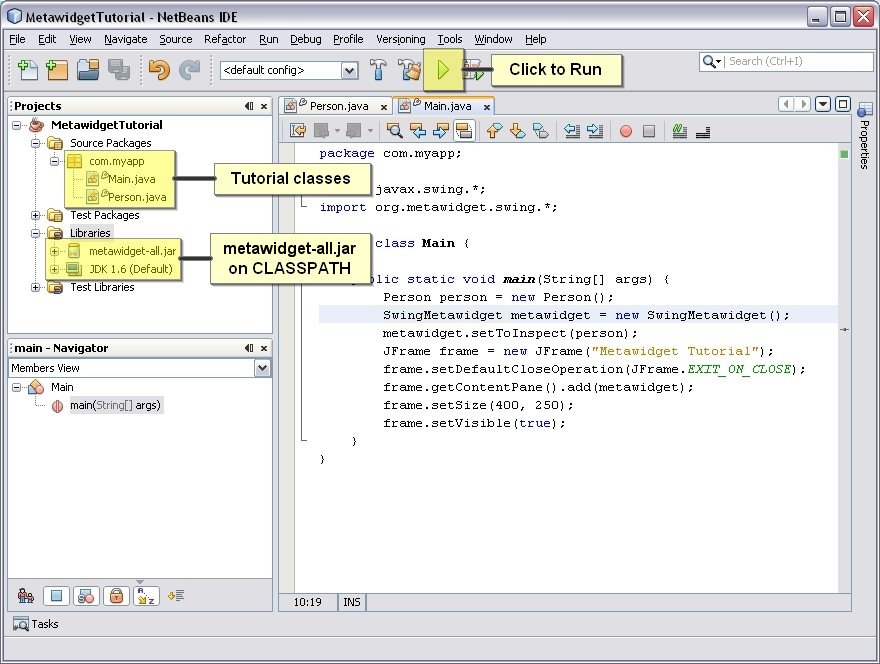 MetawidgetTutorial - NetBeans IDE
File Edit View Navigate Source Refactor Run Debug Profile Versioning Tools Window Help
<default config>
Click to Run
Search (Ctrl+I)
Projects
MetawidgetTutorial
Source Packages
com.myapp
Main.java
Person.java
Test Packages
Libraries
metawidget-all.jar
JDK 1.6 (Default)
Test Libraries
Tutorial classes
metawidget-all.jar
on CLASSPATH
main - Navigator
Members View
Main
main(String[] args)
Person.java
Main.java
package com.myapp;
javax.swing.*;
import org.metawidget.swing.*;
class Main {
blic static void main(String[] args) {
Person person = new Person();
SwingMetawidget metawidget = new SwingMetawidget();
metawidget.setToInspect(person);
JFrame frame = new JFrame("Metawidget Tutorial");
frame.setDefaultCloseOperation(JFrame.EXIT_ON_CLOSE);
frame.getContentPane().add(metawidget);
frame.setSize(400, 250);
frame.setVisible(true);
}
}
Properties
10:19 INS
Tasks